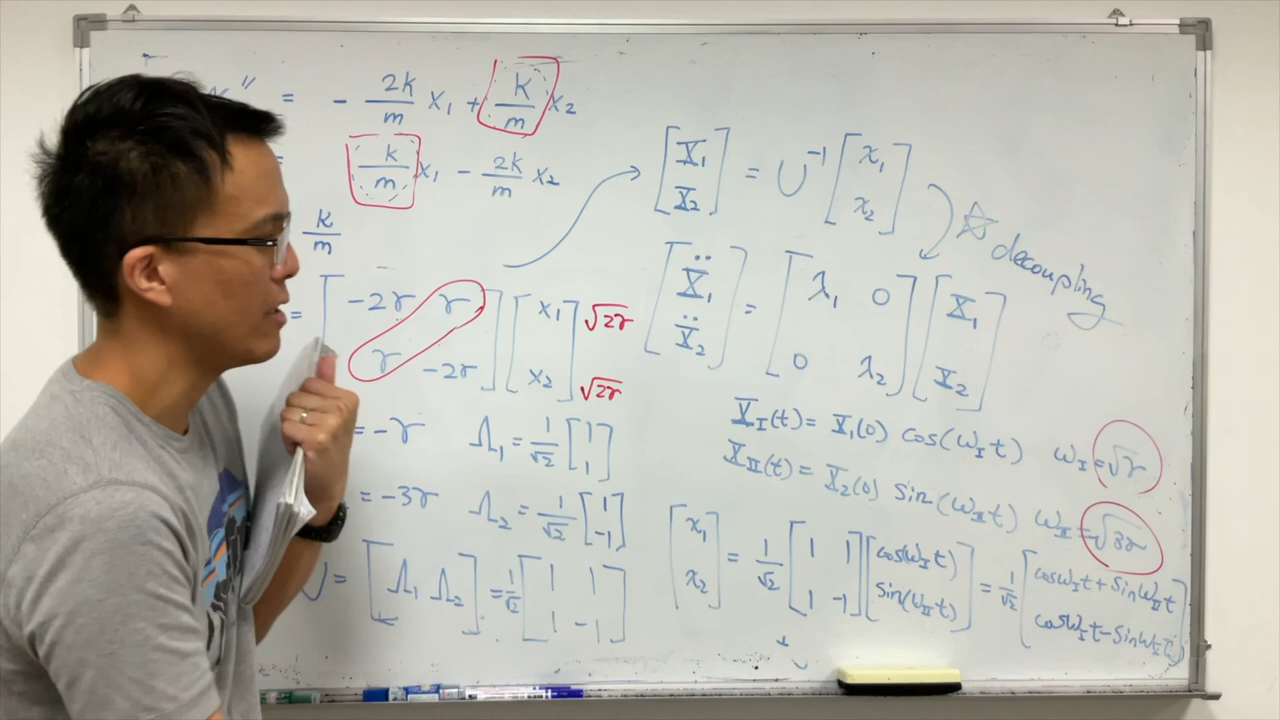 x₁'' = - 2k/m x₁ + k/m x₂
= k/m x₁ - 2k/m x₂
k/m
= [ -2r r ; r -2r ] [ x₁ ; x₂ ] √2r √2r
= -r Λ₁ = 1/√2 [ 1 ; 1 ]
= -3r Λ₂ = 1/√2 [ 1 ; -1 ]
U = [ Λ₁ Λ₂ ] = 1/√2 [ 1 1 ; 1 -1 ]
[ X₁ ; X₂ ] = U⁻¹ [ x₁ ; x₂ ]
☆ decoupling
[ Ẍ₁ ; Ẍ₂ ] = [ λ₁ 0 ; 0 λ₂ ] [ X₁ ; X₂ ]
X_I(t) = X₁(0) cos(ω_I t) ω_I = √r
X_II(t) = X₂(0) sin(ω_II t) ω_II = √3r
[ x₁ ; x₂ ] = 1/√2 [ 1 1 ; 1 -1 ] [ cos(ω_I t) ; sin(ω_II t) ] = 1/√2 [ cosω_I t + sinω_II t ; cosω_I t - sinω_II t ]